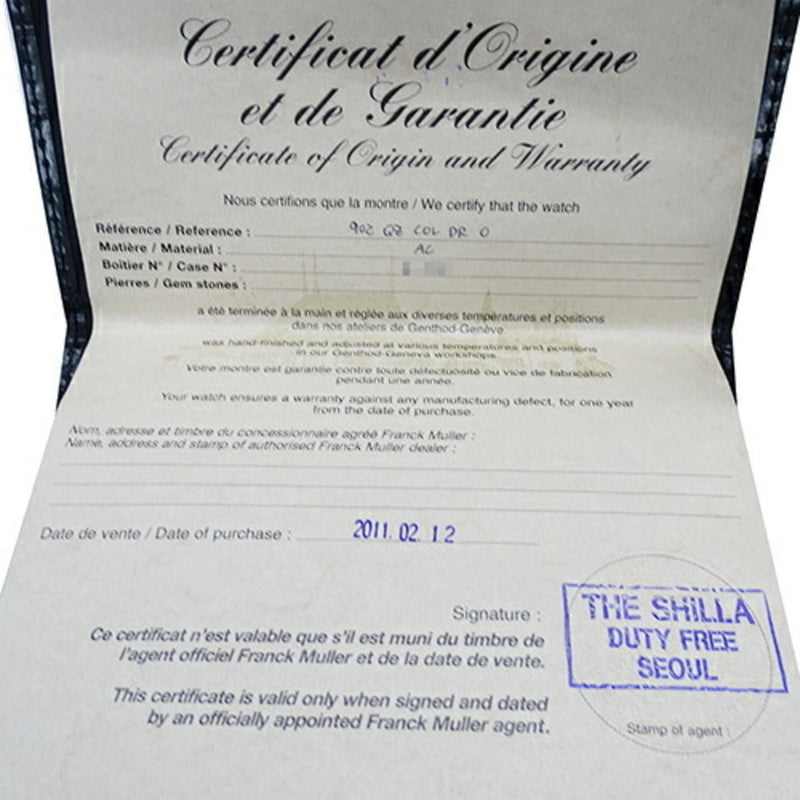 Certificat d'Origine
et de Garantie
Certificate of Origin and Warranty
Nous certifions que la montre / We certify that the watch
Référence / Reference : 902 QZ COL DR O
Matière / Material : AC
Boîtier N° / Case N° :
Pierres / Gem stones :
a été terminée à la main et réglée aux diverses températures et positions
dans nos ateliers de Genthod-Genève.
was hand-finished and adjusted at various temperatures and positions
in our Genthod-Geneva workshops.
Votre montre est garantie contre toute défectuosité ou vice de fabrication
pendant une année.
Your watch ensures a warranty against any manufacturing defect, for one year
from the date of purchase.
Nom, adresse et timbre du concessionnaire agréé Franck Muller :
Name, address and stamp of authorised Franck Muller dealer :
Date de vente / Date of purchase : 2011. 02. 12
Signature :
Ce certificat n'est valable que s'il est muni du timbre de
l'agent officiel Franck Muller et de la date de vente.
This certificate is valid only when signed and dated
by an officially appointed Franck Muller agent.
THE SHILLA
DUTY FREE
SEOUL
Stamp of agent :